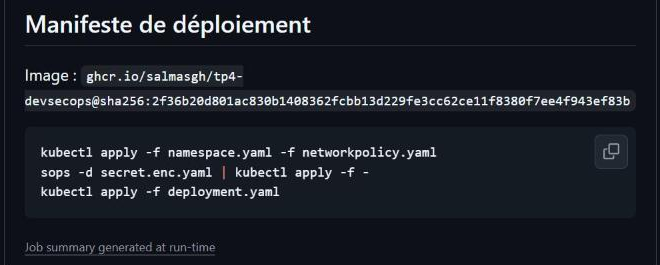 Manifeste de déploiement
Image : ghcr.io/salmasgh/tp4-
devsecops@sha256:2f36b20d801ac830b1408362fcbb13d229fe3cc62ce11f8380f7ee4f943ef83b
kubectl apply -f namespace.yaml -f networkpolicy.yaml
sops -d secret.enc.yaml | kubectl apply -f -
kubectl apply -f deployment.yaml
Job summary generated at run-time